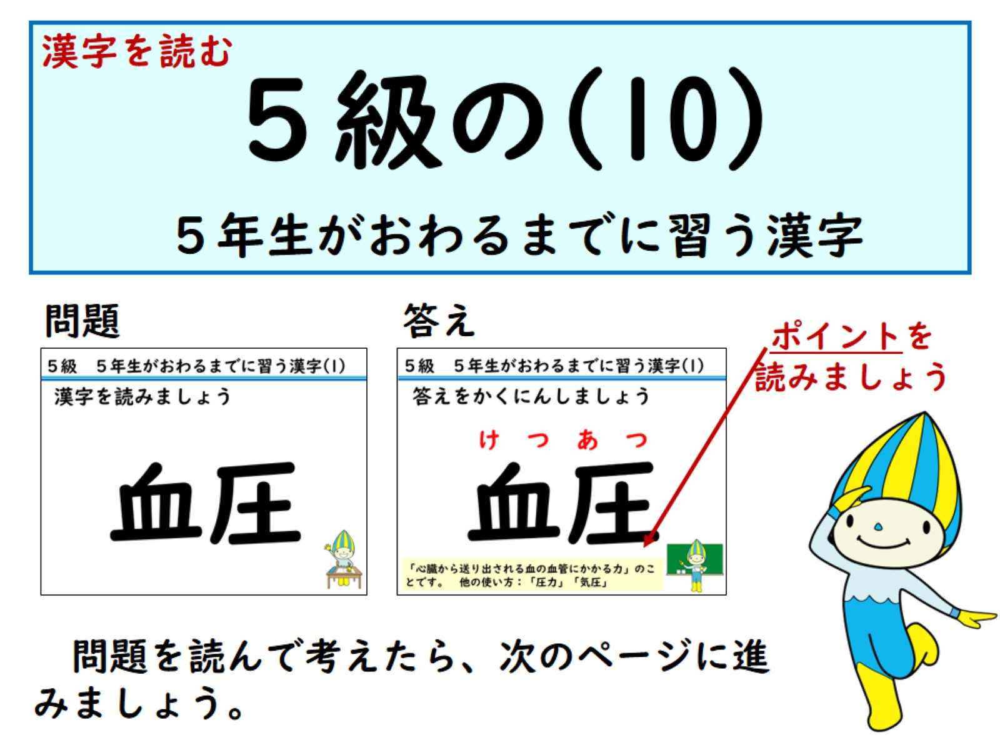 漢字を読む
５級の(10)
５年生がおわるまでに習う漢字
問題
５級　５年生がおわるまでに習う漢字(1)
漢字を読みましょう
血圧
答え
５級　５年生がおわるまでに習う漢字(1)
答えをかくにんしましょう
け つ あ つ
血圧
「心臓から送り出される血の血管にかかる力」のこ
とです。　他の使い方：「圧力」「気圧」
ポイントを
読みましょう
問題を読んで考えたら、次のページに進
みましょう。